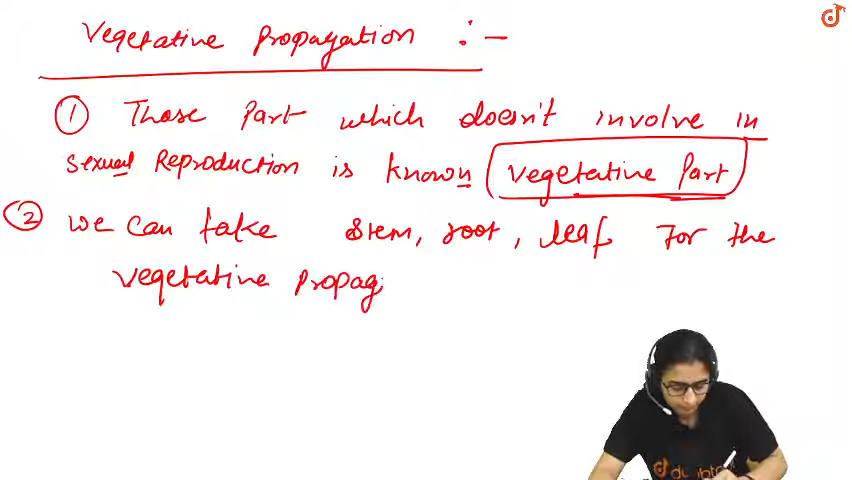 Vegetative Propagation :-
① Those Part which doesn't involve in
Sexual Reproduction is known Vegetative Part
② We can take stem, root, leaf for the
Vegetative Propag